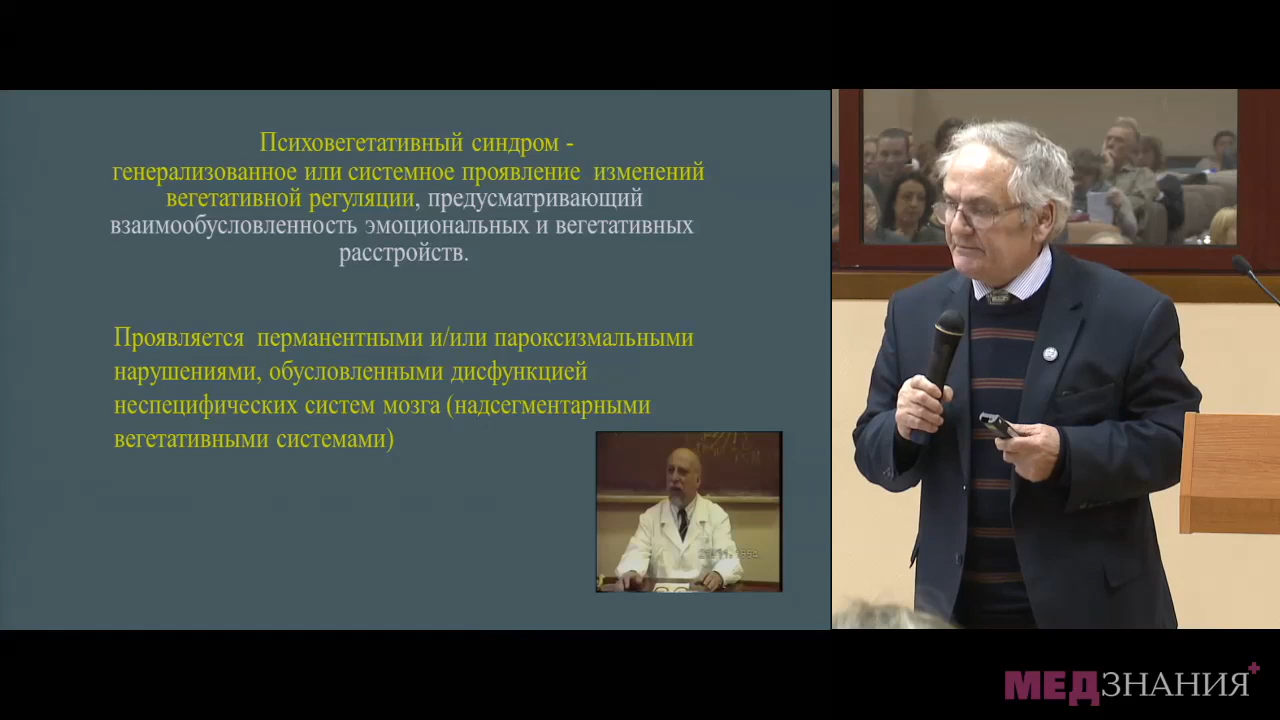 Психовегетативный синдром -
генерализованное или системное проявление изменений
вегетативной регуляции, предусматривающий
взаимообусловленность эмоциональных и вегетативных
расстройств.
Проявляется перманентными и/или пароксизмальными
нарушениями, обусловленными дисфункцией
неспецифических систем мозга (надсегментарными
вегетативными системами)
МЕДЗНАНИЯ+